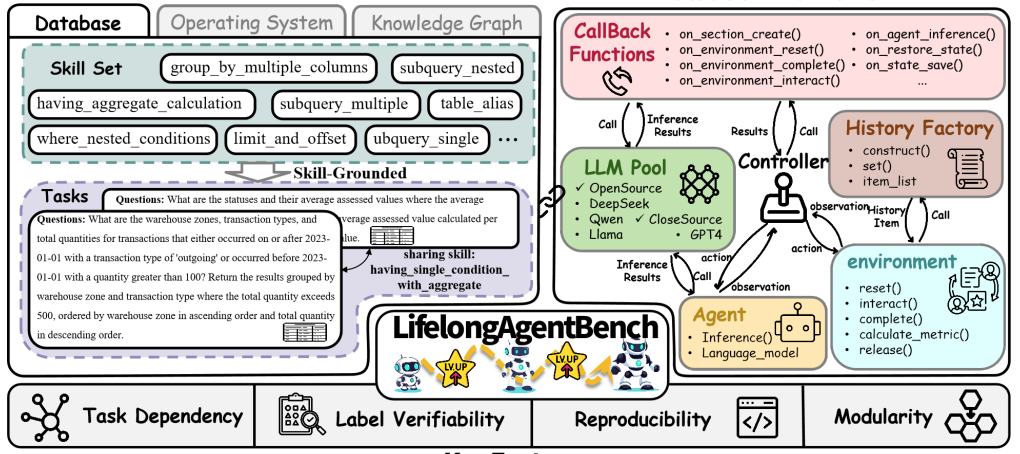 Database
Operating System
Knowledge Graph
Skill Set
group_by_multiple_columns
subquery_nested
having_aggregate_calculation
subquery_multiple
table_alias
where_nested_conditions
limit_and_offset
ubquery_single
...
Skill-Grounded
Tasks
Questions: What are the statuses and their average assessed values where the average
average assessed value calculated per
Questions: What are the warehouse zones, transaction types, and
total quantities for transactions that either occurred on or after 2023-
01-01 with a transaction type of 'outgoing' or occurred before 2023-
01-01 with a quantity greater than 100? Return the results grouped by
warehouse zone and transaction type where the total quantity exceeds
500, ordered by warehouse zone in ascending order and total quantity
in descending order.
sharing skill:
having_single_condition_
with_aggregate
CallBack
Functions
• on_section_create()
• on_environment_reset()
• on_environment_complete()
• on_environment_interact()
• on_agent_inference()
• on_restore_state()
• on_state_save()
...
Call
Inference
Results
Results
Call
LLM Pool
✓ OpenSource
• DeepSeek
• Qwen
• Llama
✓ CloseSource
• GPT4
Controller
History Factory
• construct()
• set()
• item_list
observation
History
Item
Call
action
action
observation
Inference
Results
Call
Agent
• Inference()
• Language_model
environment
• reset()
• interact()
• complete()
• calculate_metric()
• release()
LifelongAgentBench
LV.UP
LV.UP
Task Dependency
Label Verifiability
Reproducibility
</>
Modularity